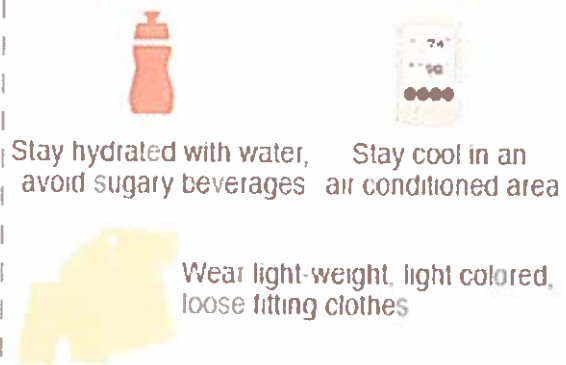 74°
Stay hydrated with water,
avoid sugary beverages
Stay cool in an
air conditioned area
Wear light-weight, light colored,
loose fitting clothes